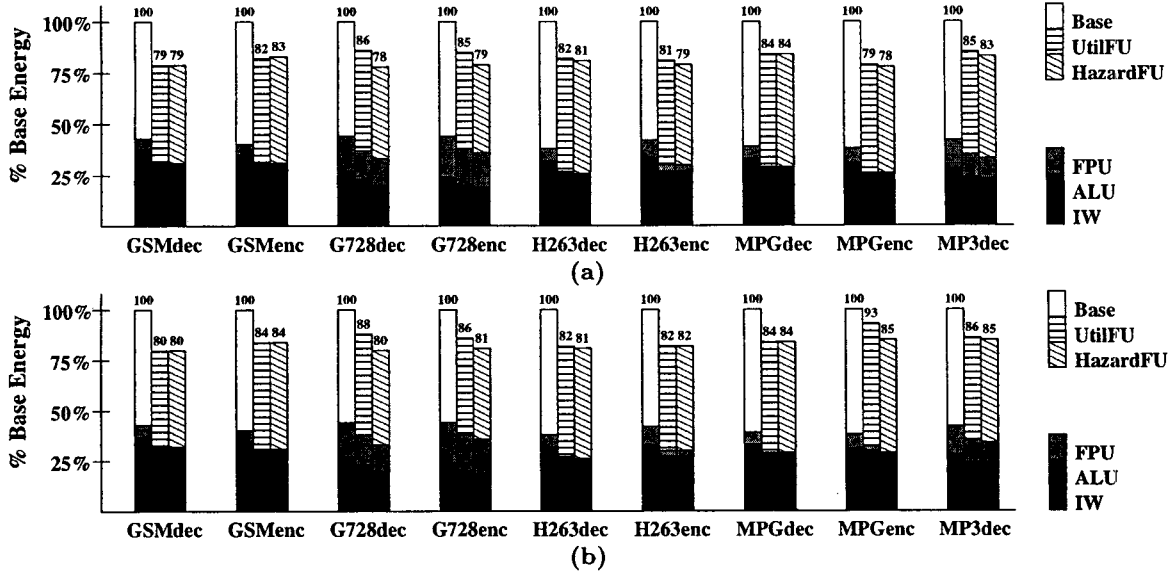 100 100 100 100 100 100 100 100 100
100%
79 79 82 83 86 78 85 79 82 81 81 79 84 84 79 78 85 83
Base
UtilFU
HazardFU
75%
% Base Energy
50%
FPU
25%
ALU
IW
GSMdec GSMenc G728dec G728enc H263dec H263enc MPGdec MPGenc MP3dec
(a)
100 100 100 100 100 100 100 100 100
100%
80 80 84 84 88 80 86 81 82 81 82 82 84 84 93 85 86 85
Base
UtilFU
HazardFU
75%
% Base Energy
50%
FPU
25%
ALU
IW
GSMdec GSMenc G728dec G728enc H263dec H263enc MPGdec MPGenc MP3dec
(b)